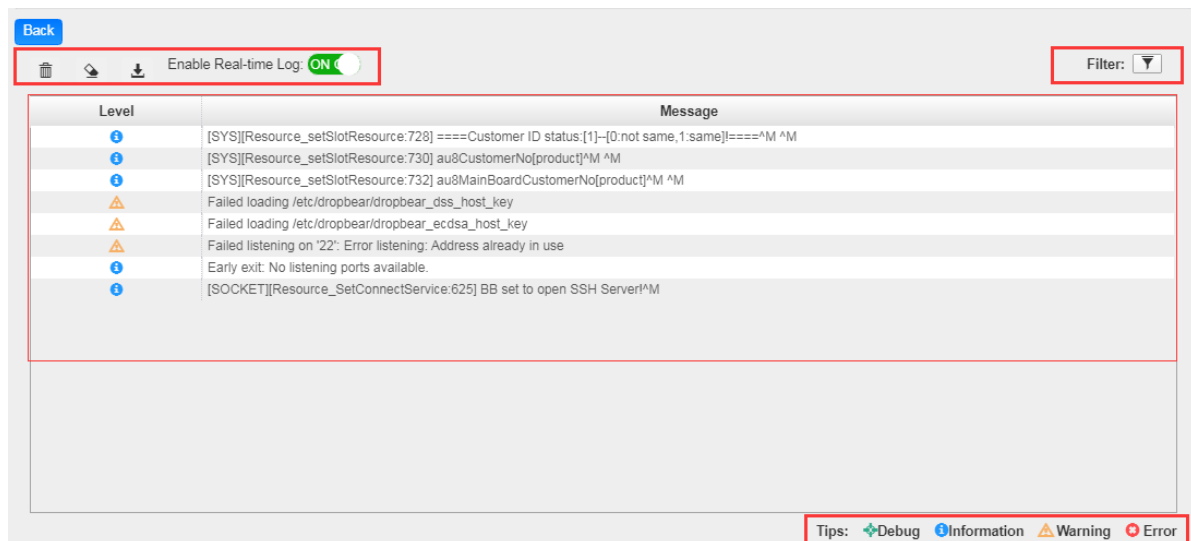 Back
Enable Real-time Log: ON
Filter:
Level Message
[SYS][Resource_setSlotResource:728] ====Customer ID status:[1]--[0:not same,1:same]!====^M ^M
[SYS][Resource_setSlotResource:730] au8CustomerNo[product]^M ^M
[SYS][Resource_setSlotResource:732] au8MainBoardCustomerNo[product]^M ^M
Failed loading /etc/dropbear/dropbear_dss_host_key
Failed loading /etc/dropbear/dropbear_ecdsa_host_key
Failed listening on '22': Error listening: Address already in use
Early exit: No listening ports available.
[SOCKET][Resource_SetConnectService:625] BB set to open SSH Server!^M
Tips: Debug Information Warning Error